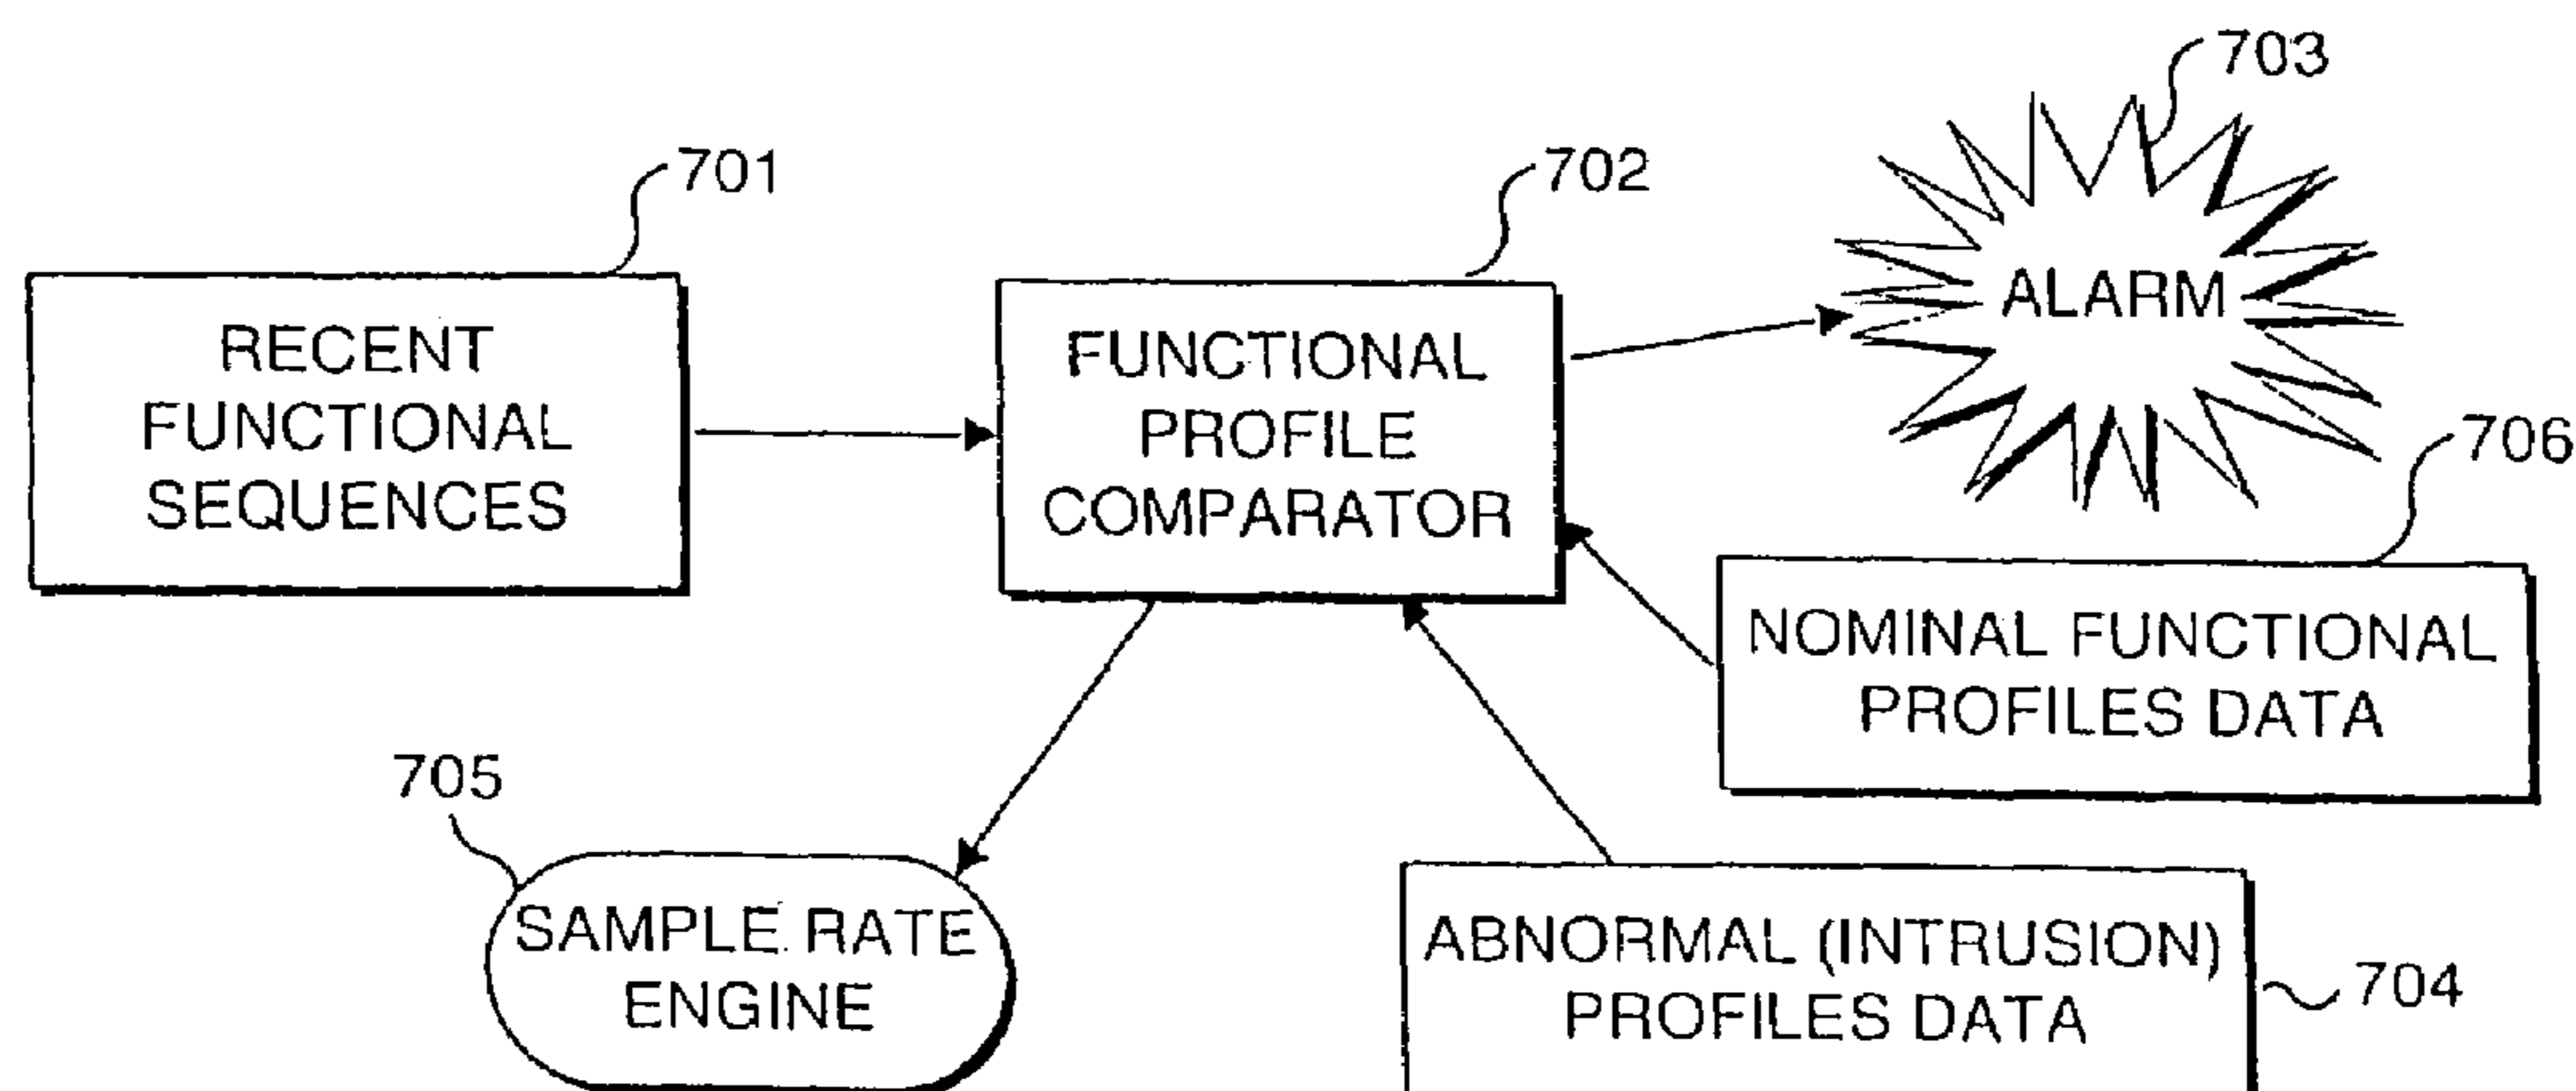 703
701
702
RECENT
FUNCTIONAL
SEQUENCES
FUNCTIONAL
PROFILE
COMPARATOR
ALARM
706
NOMINAL FUNCTIONAL
PROFILES DATA
705
SAMPLE RATE
ENGINE
ABNORMAL (INTRUSION)
PROFILES DATA
704